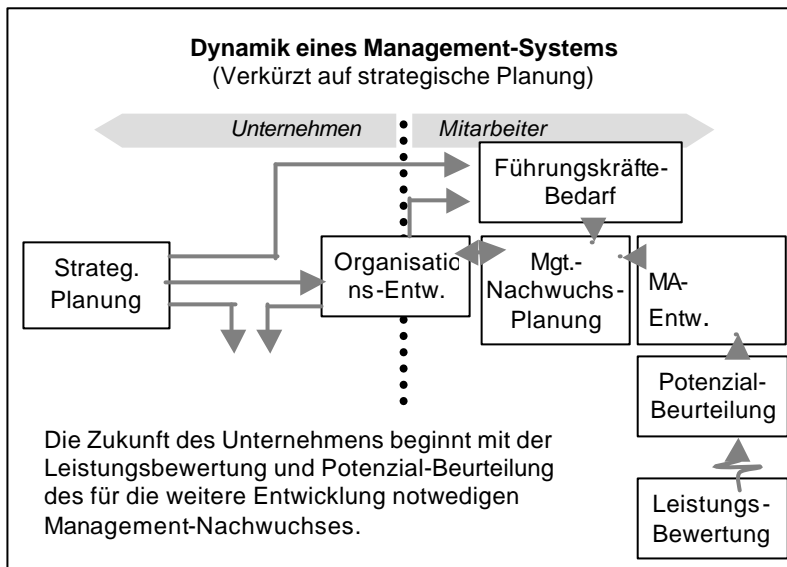 Dynamik eines Management-Systems
(Verkürzt auf strategische Planung)
Unternehmen
Mitarbeiter
Führungskräfte-
Bedarf
Strateg.
Planung
Organisatio
ns-Entw.
Mgt.-
Nachwuchs-
Planung
MA-
Entw.
Potenzial-
Beurteilung
Leistungs-
Bewertung
Die Zukunft des Unternehmens beginnt mit der
Leistungsbewertung und Potenzial-Beurteilung
des für die weitere Entwicklung notwedigen
Management-Nachwuchses.